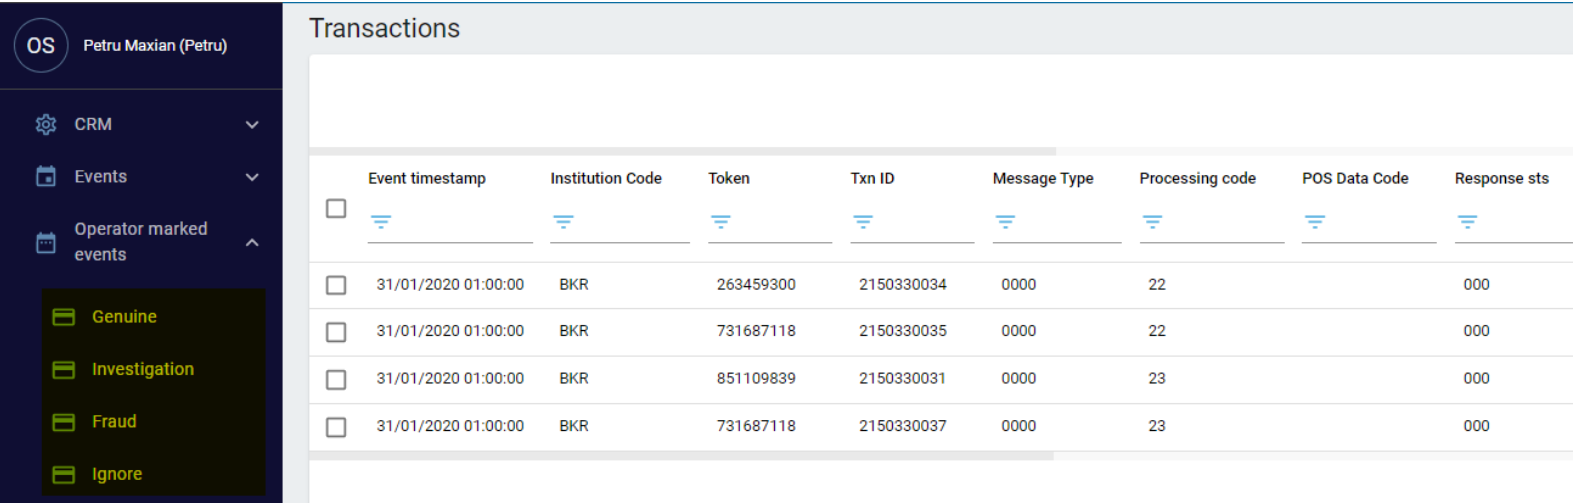 OS
Petru Maxian (Petru)
CRM
Events
Operator marked
events
Genuine
Investigation
Fraud
Ignore
Transactions
Event timestamp Institution Code Token Txn ID Message Type Processing code POS Data Code Response sts
31/01/2020 01:00:00 BKR 263459300 2150330034 0000 22 000
31/01/2020 01:00:00 BKR 731687118 2150330035 0000 22 000
31/01/2020 01:00:00 BKR 851109839 2150330031 0000 23 000
31/01/2020 01:00:00 BKR 731687118 2150330037 0000 23 000